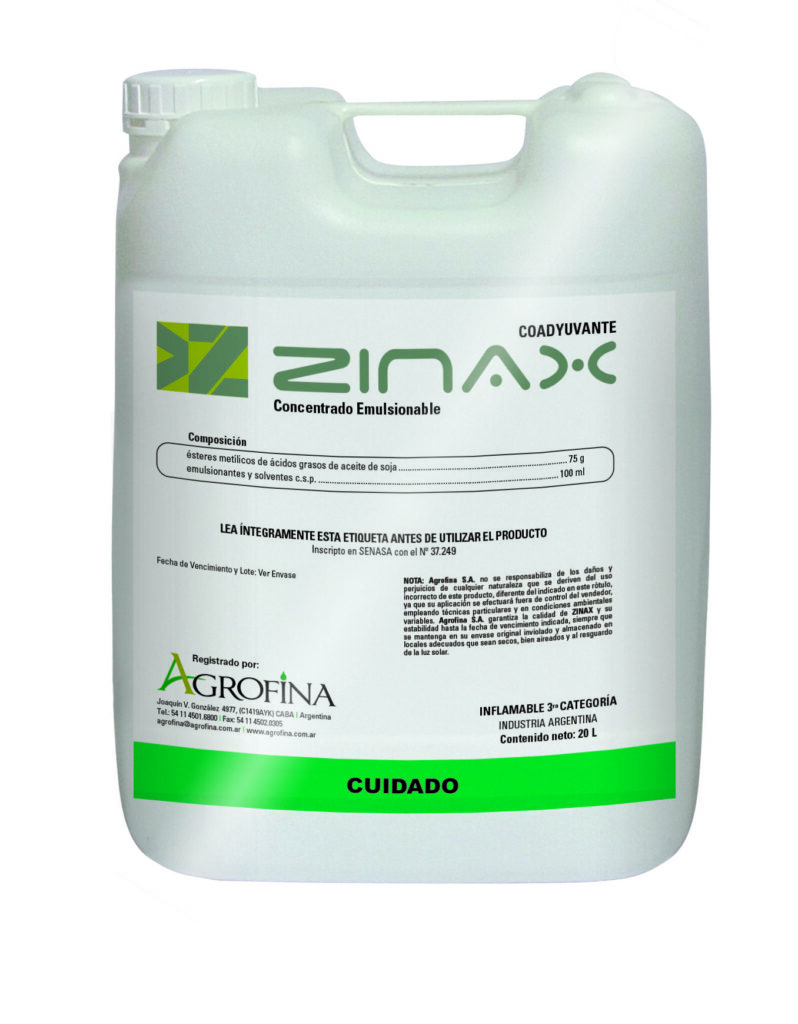 COADYUVANTE
ZINAX
Concentrado Emulsionable
Composición
ésteres metílicos de ácidos grasos de aceite de soja.......................................................75 g
emulsionantes y solventes c.s.p. ..............................................................................100 ml
LEA ÍNTEGRAMENTE ESTA ETIQUETA ANTES DE UTILIZAR EL PRODUCTO
Inscripto en SENASA con el Nº 37.249
Fecha de Vencimiento y Lote: Ver Envase
NOTA: Agrofina S.A. no se responsabiliza de los daños y
perjuicios de cualquier naturaleza que se deriven del uso
incorrecto de este producto, diferente del indicado en este rótulo,
ya que su aplicación se efectuará fuera de control del vendedor,
empleando técnicas particulares y en condiciones ambientales
variables. Agrofina S.A. garantiza la calidad de ZINAX y su
estabilidad hasta la fecha de vencimiento indicada, siempre que
se mantenga en su envase original inviolado y almacenado en
locales adecuados que sean secos, bien aireados y al resguardo
de la luz solar.
Registrado por:
AGROFINA
Joaquín V. González 4977, (C1419AYK) CABA | Argentina
Tel.: 54 11 4501.6800 | Fax: 54 11 4502.0305
agrofina@agrofina.com.ar | www.agrofina.com.ar
INFLAMABLE 3ra CATEGORÍA
INDUSTRIA ARGENTINA
Contenido neto: 20 L
CUIDADO